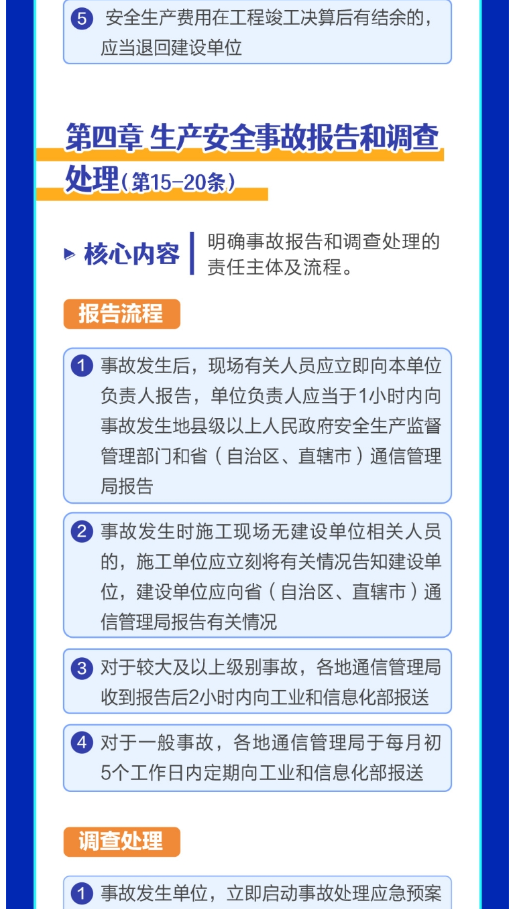 5 安全生产费用在工程竣工决算后有结余的，
应当退回建设单位
第四章 生产安全事故报告和调查
处理（第15-20条）
核心内容
明确事故报告和调查处理的
责任主体及流程。
报告流程
1 事故发生后，现场有关人员应立即向本单位
负责人报告，单位负责人应当于1小时内向
事故发生地县级以上人民政府安全生产监督
管理部门和省（自治区、直辖市）通信管理
局报告
2 事故发生时施工现场无建设单位相关人员
的，施工单位应立刻将有关情况告知建设单
位，建设单位应向省（自治区、直辖市）通
信管理局报告有关情况
3 对于较大及以上级别事故，各地通信管理局
收到报告后2小时内向工业和信息化部报送
4 对于一般事故，各地通信管理局于每月初
5个工作日内定期向工业和信息化部报送
调查处理
1 事故发生单位，立即启动事故处理应急预案